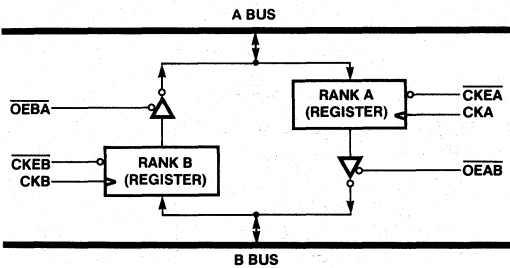 A BUS
RANK A
(REGISTER)
CKEA
CKA
OEBA
CKEB
CKB
RANK B
(REGISTER)
OEAB
B BUS